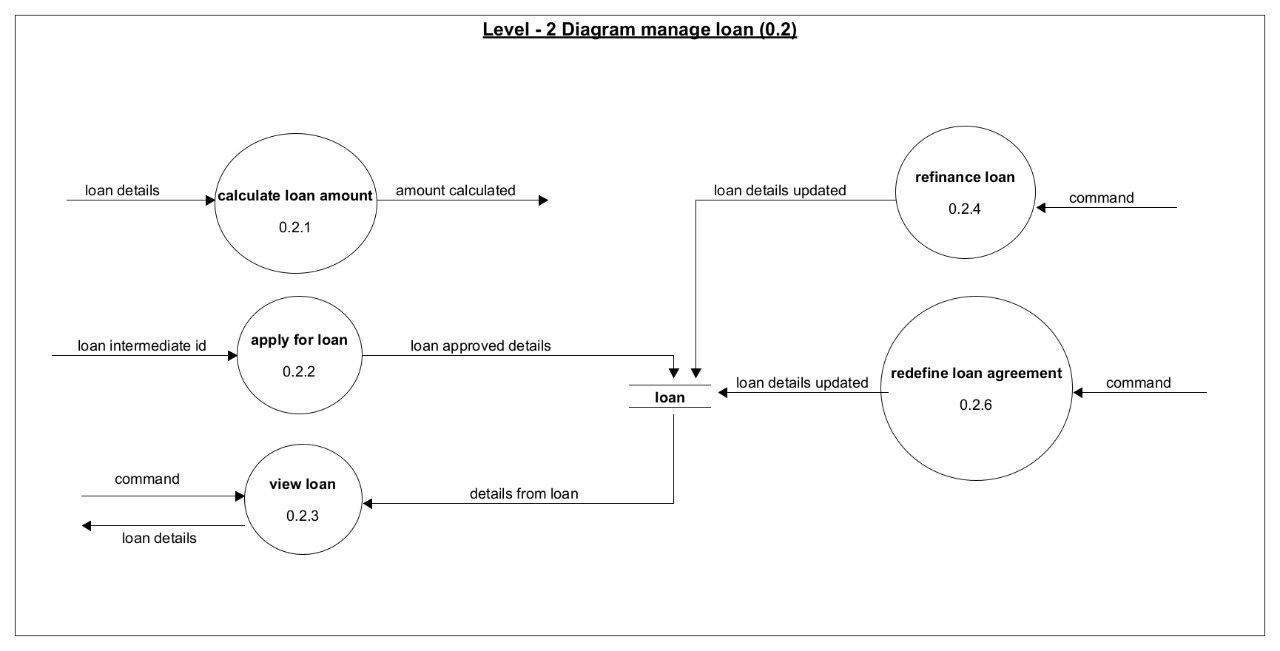 Level - 2 Diagram manage loan (0.2)
loan details
calculate loan amount
0.2.1
amount calculated
loan details updated
refinance loan
0.2.4
command
loan intermediate id
apply for loan
0.2.2
loan approved details
loan
loan details updated
redefine loan agreement
0.2.6
command
command
loan details
view loan
0.2.3
details from loan